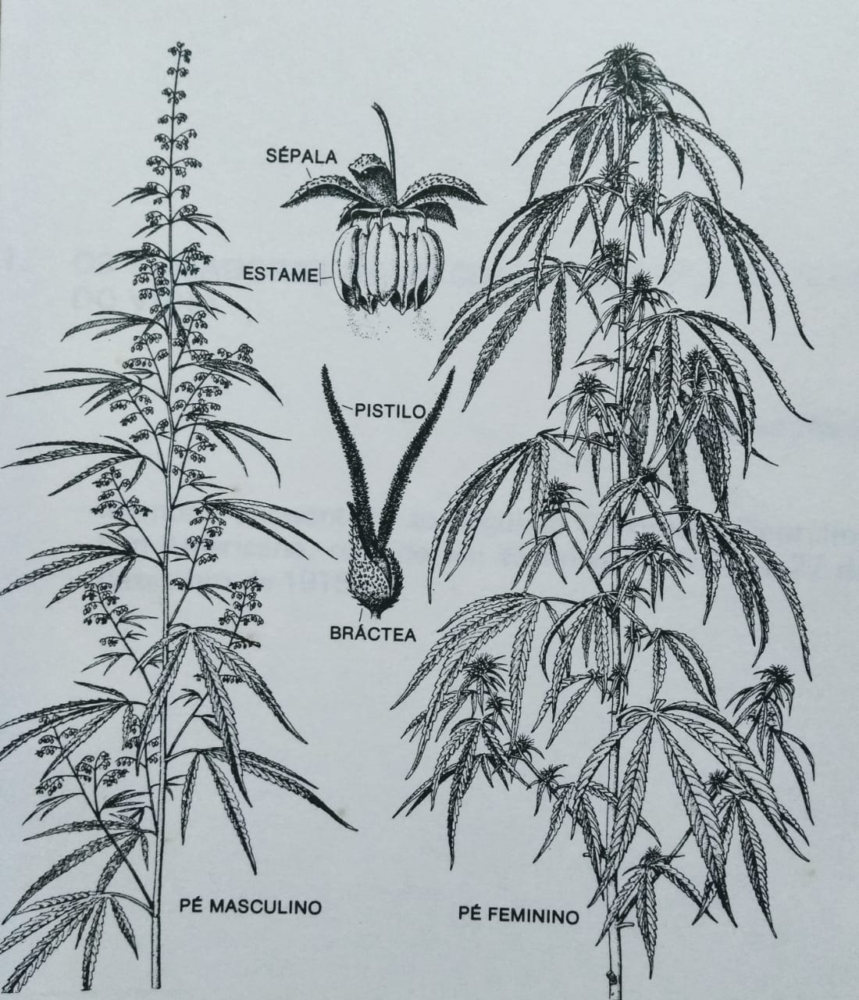 SÉPALA
ESTAME
PISTILO
BRÁCTEA
PÉ MASCULINO
PÉ FEMININO